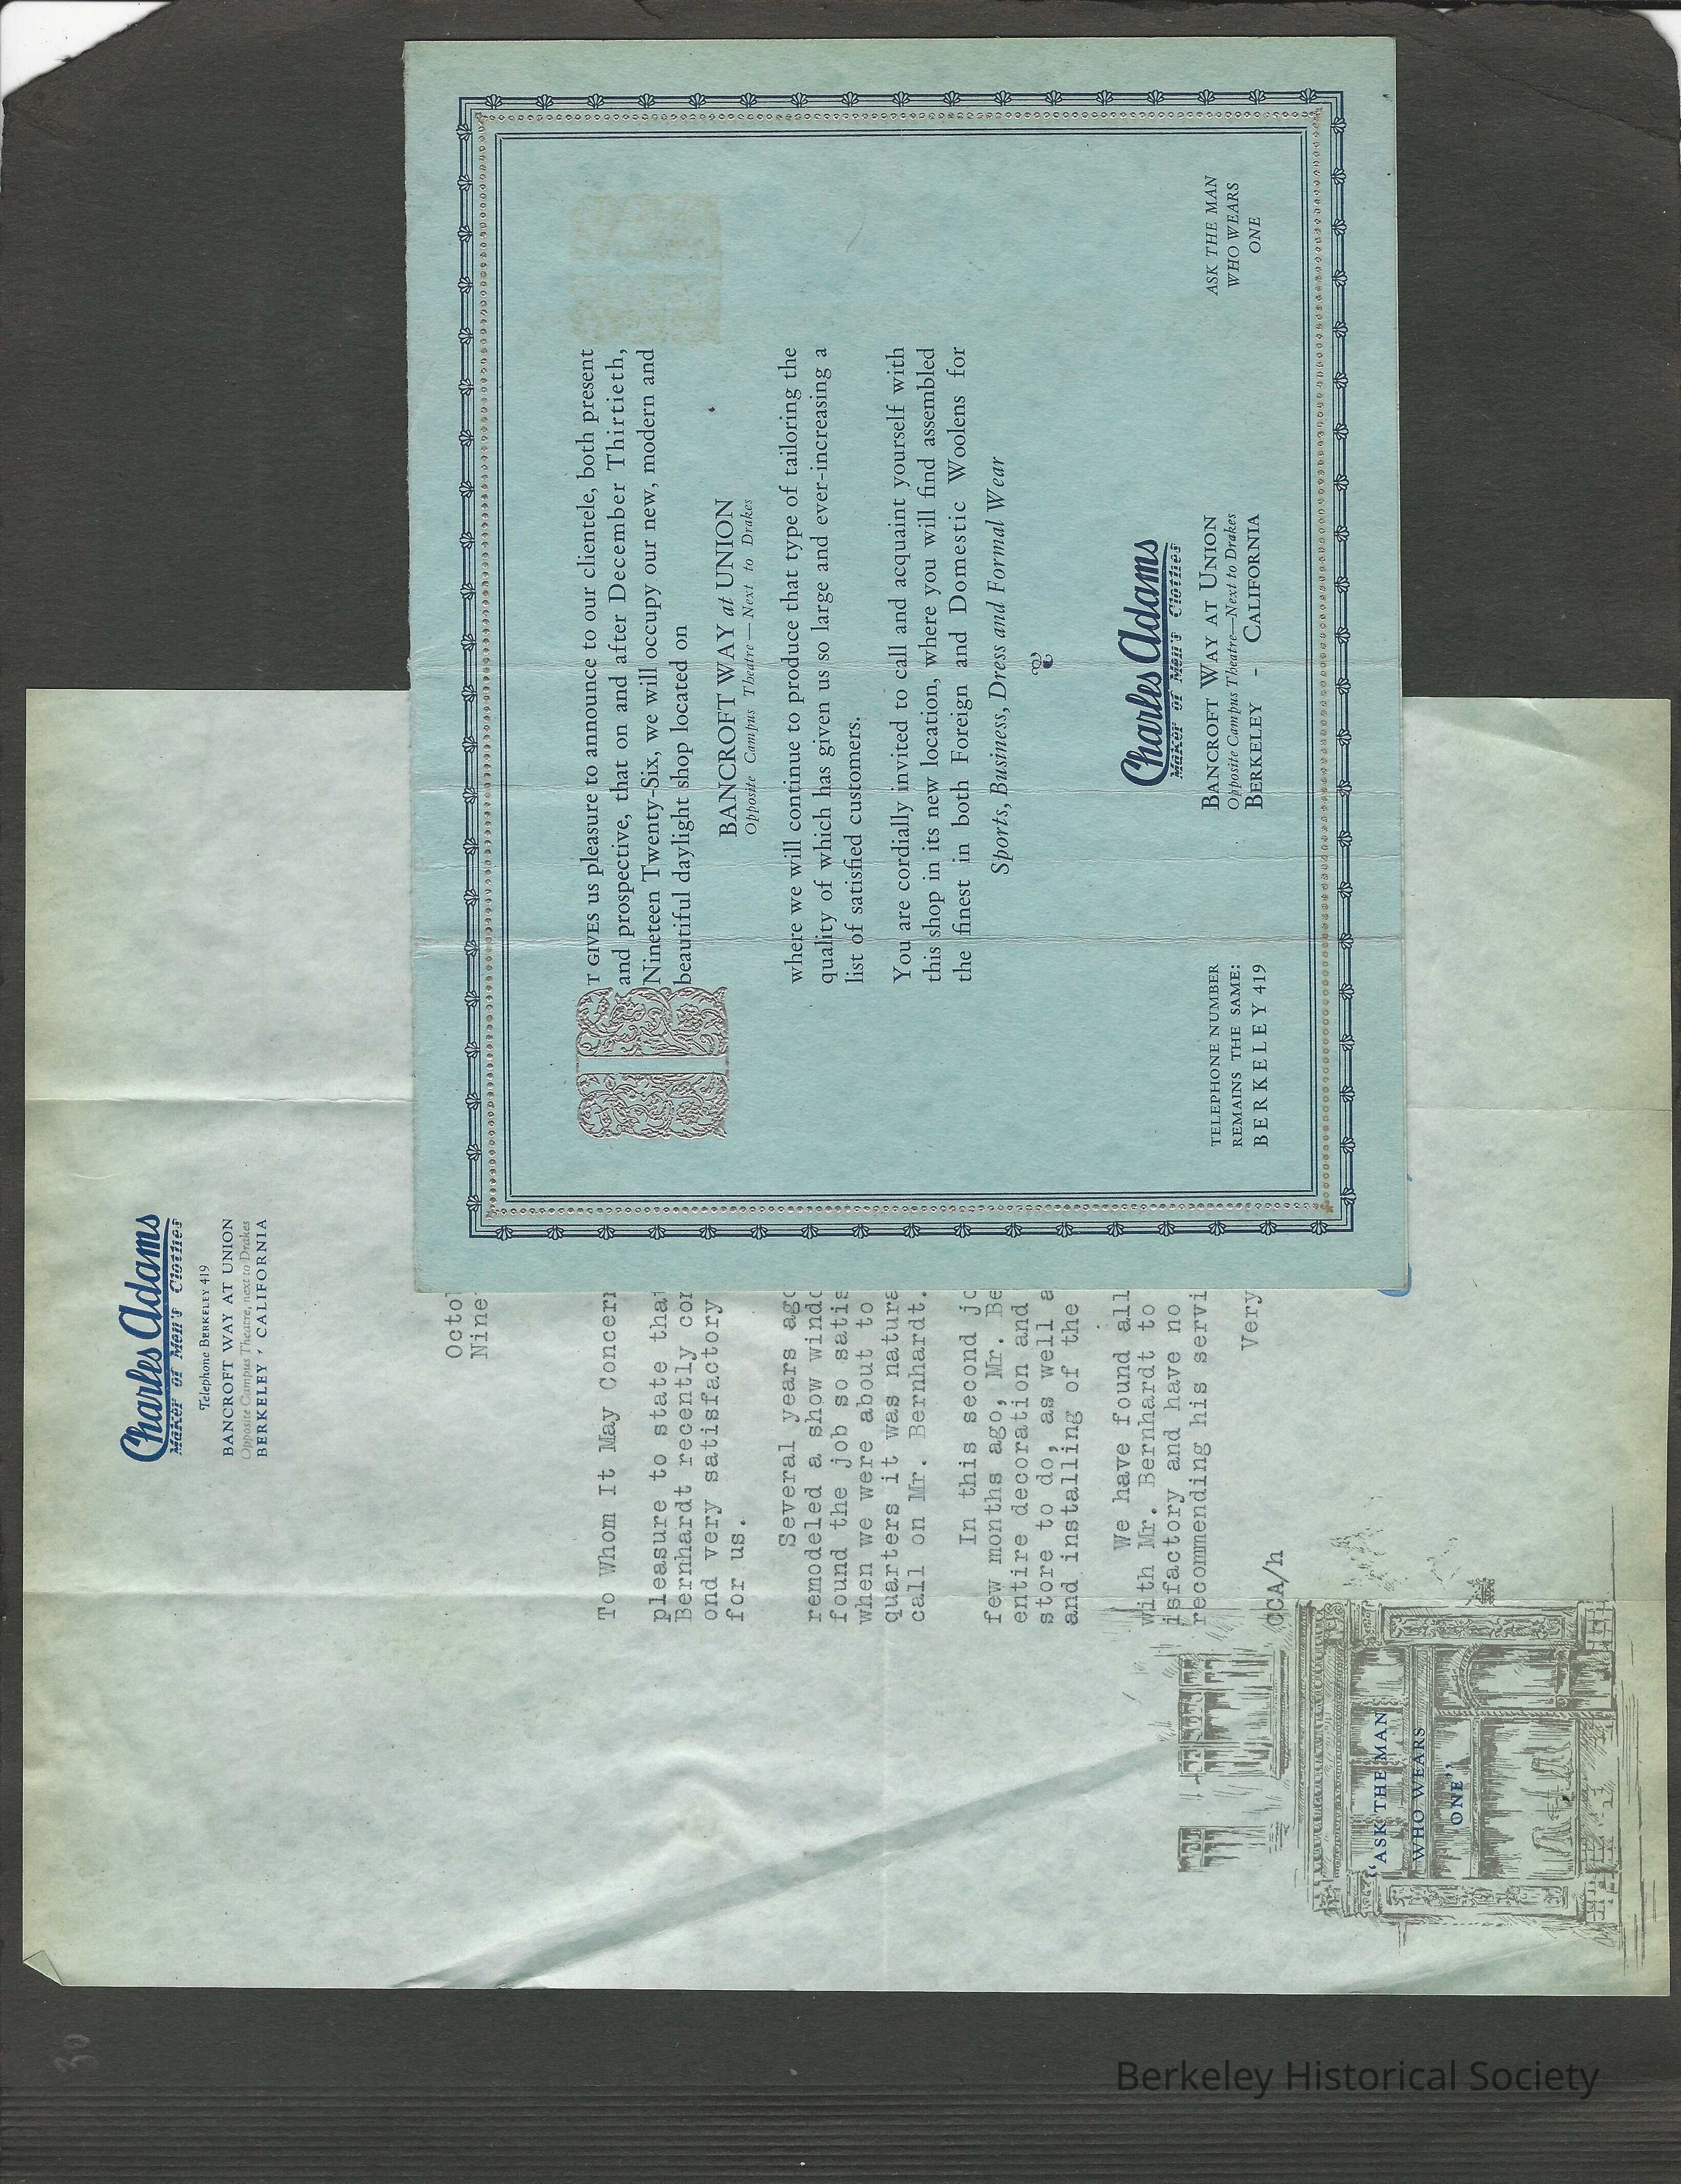 IT GIVES us pleasure to announce to our clientele, both present
and prospective, that on and after December Thirtieth,
Nineteen Twenty-Six, we will occupy our new, modern and
beautiful daylight shop located on
BANCROFT WAY at UNION
Opposite Campus Theatre—Next to Drakes
where we will continue to produce that type of tailoring the
quality of which has given us so large and ever-increasing a
list of satisfied customers.
You are cordially invited to call and acquaint yourself with
this shop in its new location, where you will find assembled
the finest in both Foreign and Domestic Woolens for
Sports, Business, Dress and Formal Wear
Charles Adams
Maker of Men's Clothes
TELEPHONE NUMBER
REMAINS THE SAME:
BERKELEY 419
BANCROFT WAY AT UNION
Opposite Campus Theatre—Next to Drakes
BERKELEY - CALIFORNIA
ASK THE MAN
WHO WEARS
ONE
Charles Adams
Maker of Men's Clothes
Telephone BERKELEY 419
BANCROFT WAY AT UNION
Opposite Campus Theatre, next to Drakes
BERKELEY, CALIFORNIA
Octo
Nine
To Whom It May Concern
pleasure to state that
Bernhardt recently con
ond very satisfactory
for us.
Several years ago
remodeled a show windo
found the job so satis
when we were about to
quarters it was natura
call on Mr. Bernhardt.
In this second jo
few months ago, Mr. Be
entire decoration and
store to do, as well a
and installing of the
We have found all
with Mr. Bernhardt to
isfactory and have no
recommending his servi
Very
CCA/h
"ASK THE MAN
WHO WEARS
ONE"
30
Berkeley Historical Society